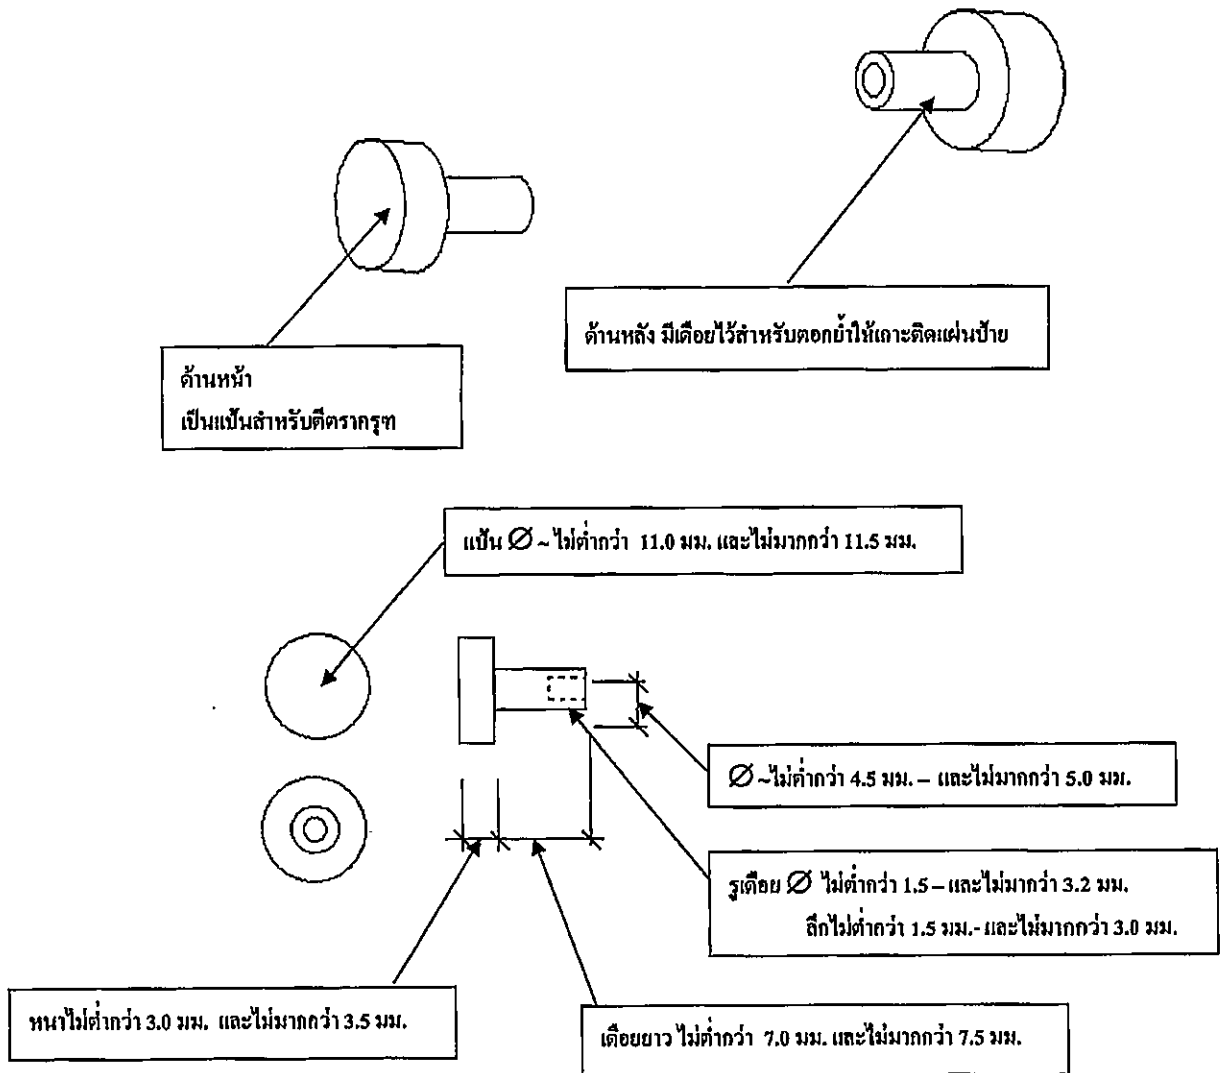 ด้านหลัง มีเดือยไว้สำหรับตอกย้ำให้เกาะติดแผ่นป้าย
ด้านหน้า
เป็นแป้นสำหรับตีตราครุฑ
แป้น Ø ~ ไม่ต่ำกว่า 11.0 มม. และไม่มากกว่า 11.5 มม.
Ø ~ไม่ต่ำกว่า 4.5 มม. – และไม่มากกว่า 5.0 มม.
รูเดือย Ø ไม่ต่ำกว่า 1.5 – และไม่มากกว่า 3.2 มม.
ลึกไม่ต่ำกว่า 1.5 มม.- และไม่มากกว่า 3.0 มม.
หนาไม่ต่ำกว่า 3.0 มม. และไม่มากกว่า 3.5 มม.
เดือยยาว ไม่ต่ำกว่า 7.0 มม. และไม่มากกว่า 7.5 มม.